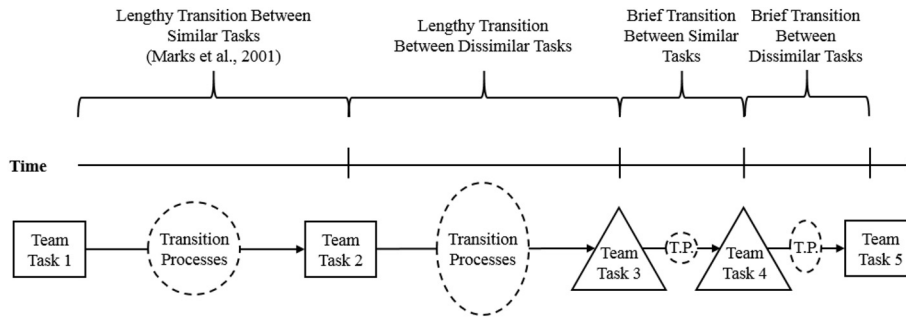 Lengthy Transition Between
Similar Tasks
(Marks et al., 2001)
Lengthy Transition
Between Dissimilar Tasks
Brief Transition
Between Similar
Tasks
Brief Transition
Between
Dissimilar Tasks
Time
Team
Task 1
Transition
Processes
Team
Task 2
Transition
Processes
Team
Task 3
T.P.
Team
Task 4
T.P.
Team
Task 5